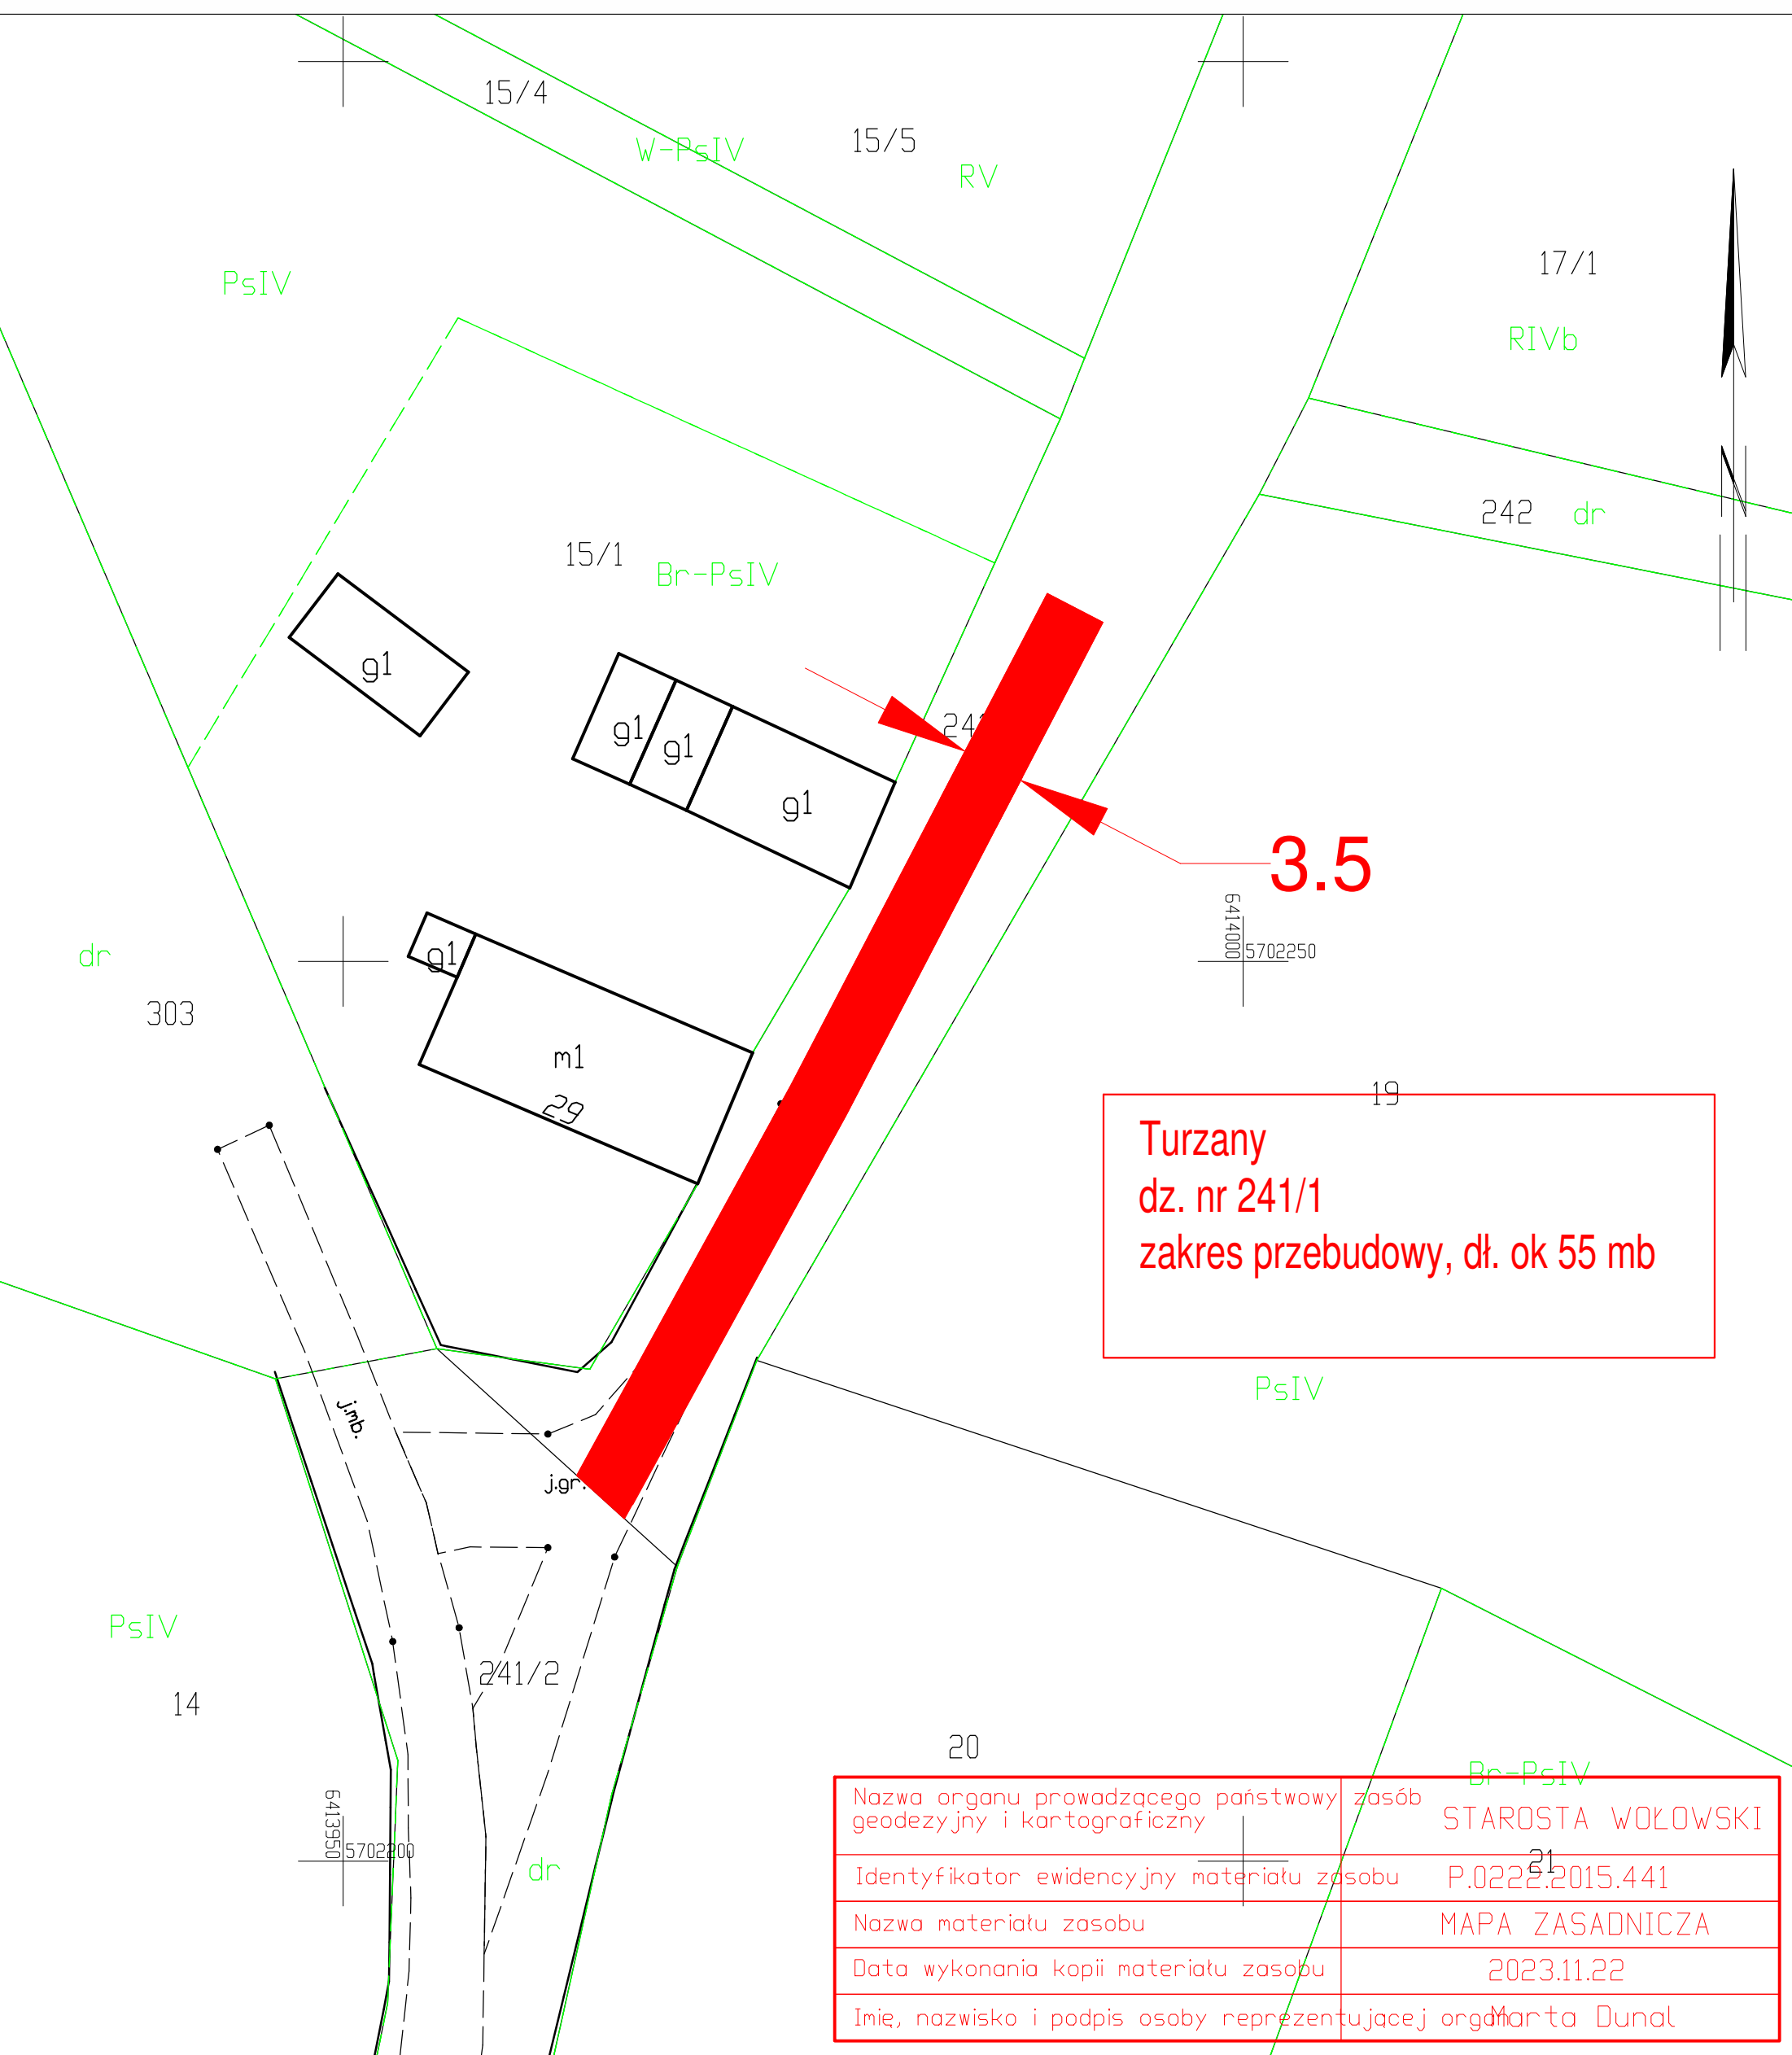 15/4
W-PsIV
15/5
RV
17/1
PsIV
RIVb
N
242 dr
15/1
Br-PsIV
g1
g1
g1
g1
3.5
6414000
5702250
dr
g1
303
m1
29
19
Turzany
dz. nr 241/1
zakres przebudowy, dł. ok 55 mb
PsIV
j.mb.
j.gr.
PsIV
241/2
14
20
Br-PsIV
6413950
5702200
dr
21
Nazwa organu prowadzącego państwowy zasób
geodezyjny i kartograficzny
STAROSTA WOŁOWSKI
Identyfikator ewidencyjny materiału zasobu P.0222.2015.441
Nazwa materiału zasobu MAPA ZASADNICZA
Data wykonania kopii materiału zasobu 2023.11.22
Imię, nazwisko i podpis osoby reprezentującej organ Marta Dunal